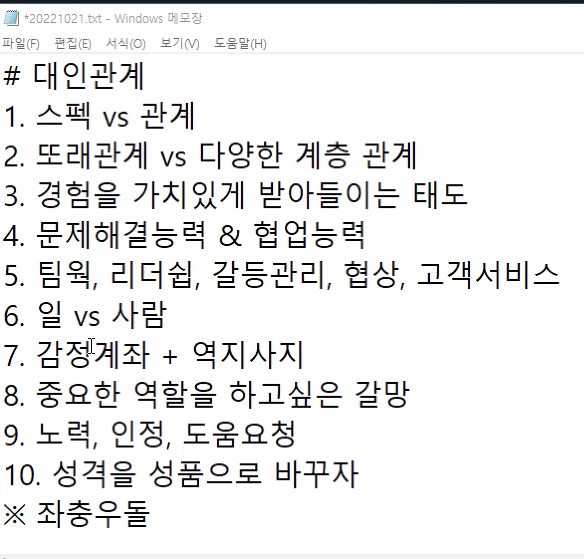 *20221021.txt - Windows 메모장
파일(F) 편집(E) 서식(O) 보기(V) 도움말(H)
# 대인관계
1. 스펙 vs 관계
2. 또래관계 vs 다양한 계층 관계
3. 경험을 가치있게 받아들이는 태도
4. 문제해결능력 & 협업능력
5. 팀웍, 리더쉽, 갈등관리, 협상, 고객서비스
6. 일 vs 사람
7. 감정계좌 + 역지사지
8. 중요한 역할을 하고싶은 갈망
9. 노력, 인정, 도움요청
10. 성격을 성품으로 바꾸자
※ 좌충우돌